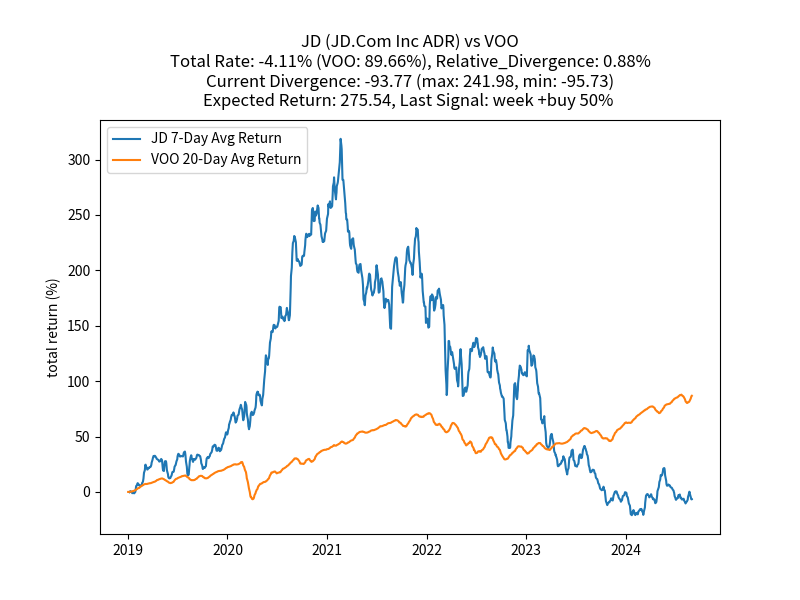 JD (JD.Com Inc ADR) vs VOO
Total Rate: -4.11% (VOO: 89.66%), Relative_Divergence: 0.88%
Current Divergence: -93.77 (max: 241.98, min: -95.73)
Expected Return: 275.54, Last Signal: week +buy 50%
JD 7-Day Avg Return
VOO 20-Day Avg Return
total return (%)
300
250
200
150
100
50
0
2019 2020 2021 2022 2023 2024